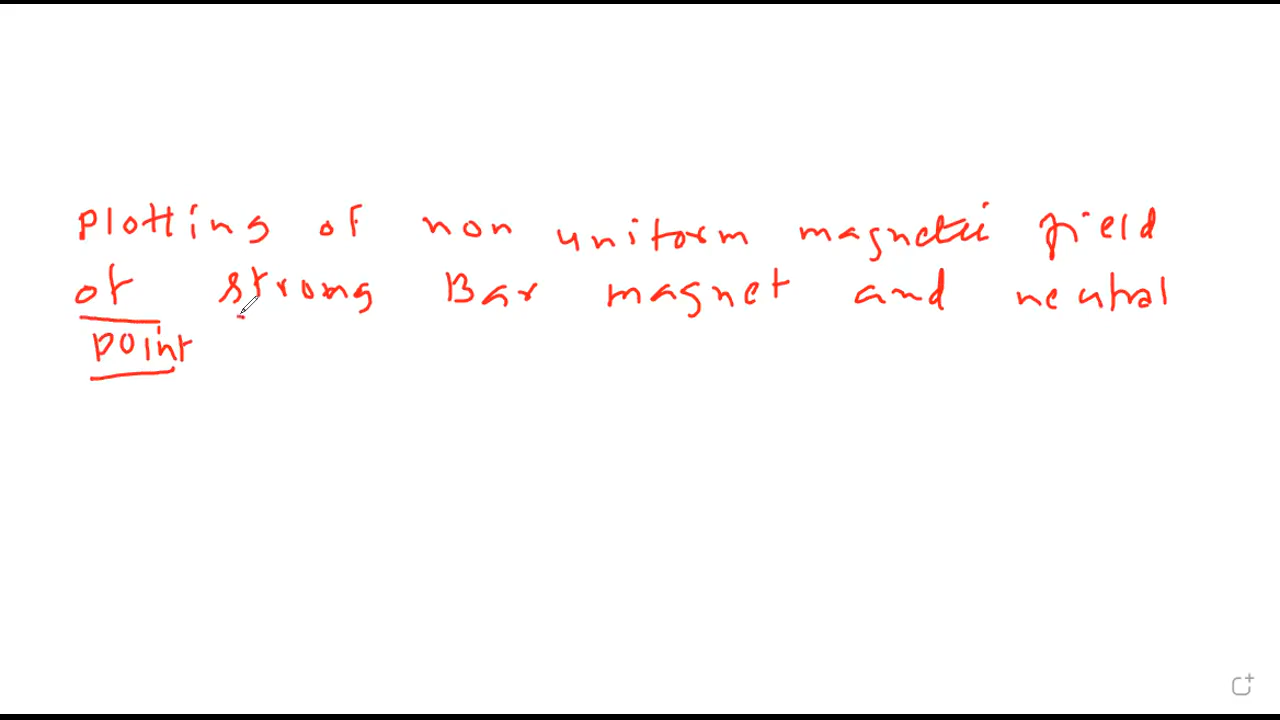 Plotting of non uniform magnetic field
of strong Bar magnet and neutral
point